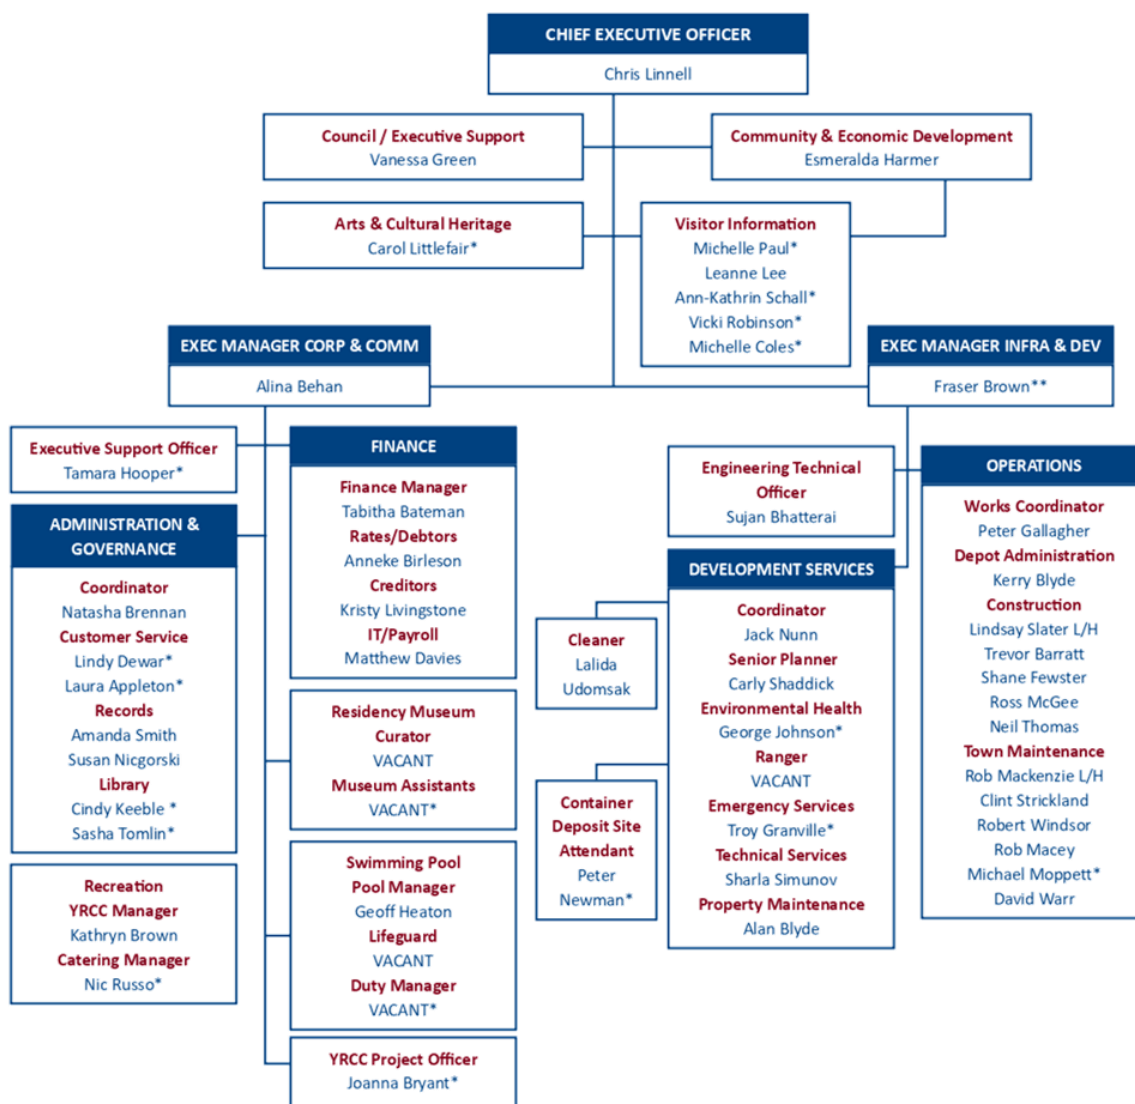 CHIEF EXECUTIVE OFFICER
Chris Linnell
Council / Executive Support
Vanessa Green
Community & Economic Development
Esmeralda Harmer
Arts & Cultural Heritage
Carol Littlefair*
Visitor Information
Michelle Paul*
Leanne Lee
Ann-Kathrin Schall*
Vicki Robinson*
Michelle Coles*
EXEC MANAGER CORP & COMM
Alina Behan
EXEC MANAGER INFRA & DEV
Fraser Brown**
Executive Support Officer
Tamara Hooper*
ADMINISTRATION &
GOVERNANCE
Coordinator
Natasha Brennan
Customer Service
Lindy Dewar*
Laura Appleton*
Records
Amanda Smith
Susan Nicgorski
Library
Cindy Keeble *
Sasha Tomlin*
Recreation
YRCC Manager
Kathryn Brown
Catering Manager
Nic Russo*
FINANCE
Finance Manager
Tabitha Bateman
Rates/Debtors
Anneke Birleson
Creditors
Kristy Livingstone
IT/Payroll
Matthew Davies
Residency Museum
Curator
VACANT
Museum Assistants
VACANT*
Swimming Pool
Pool Manager
Geoff Heaton
Lifeguard
VACANT
Duty Manager
VACANT*
YRCC Project Officer
Joanna Bryant*
Engineering Technical
Officer
Sujan Bhatterai
DEVELOPMENT SERVICES
Coordinator
Jack Nunn
Senior Planner
Carly Shaddick
Environmental Health
George Johnson*
Ranger
VACANT
Emergency Services
Troy Granville*
Technical Services
Sharla Simunov
Property Maintenance
Alan Blyde
Cleaner
Lalida
Udomsak
Container
Deposit Site
Attendant
Peter
Newman*
OPERATIONS
Works Coordinator
Peter Gallagher
Depot Administration
Kerry Blyde
Construction
Lindsay Slater L/H
Trevor Barratt
Shane Fewster
Ross McGee
Neil Thomas
Town Maintenance
Rob Mackenzie L/H
Clint Strickland
Robert Windsor
Rob Macey
Michael Moppett*
David Warr